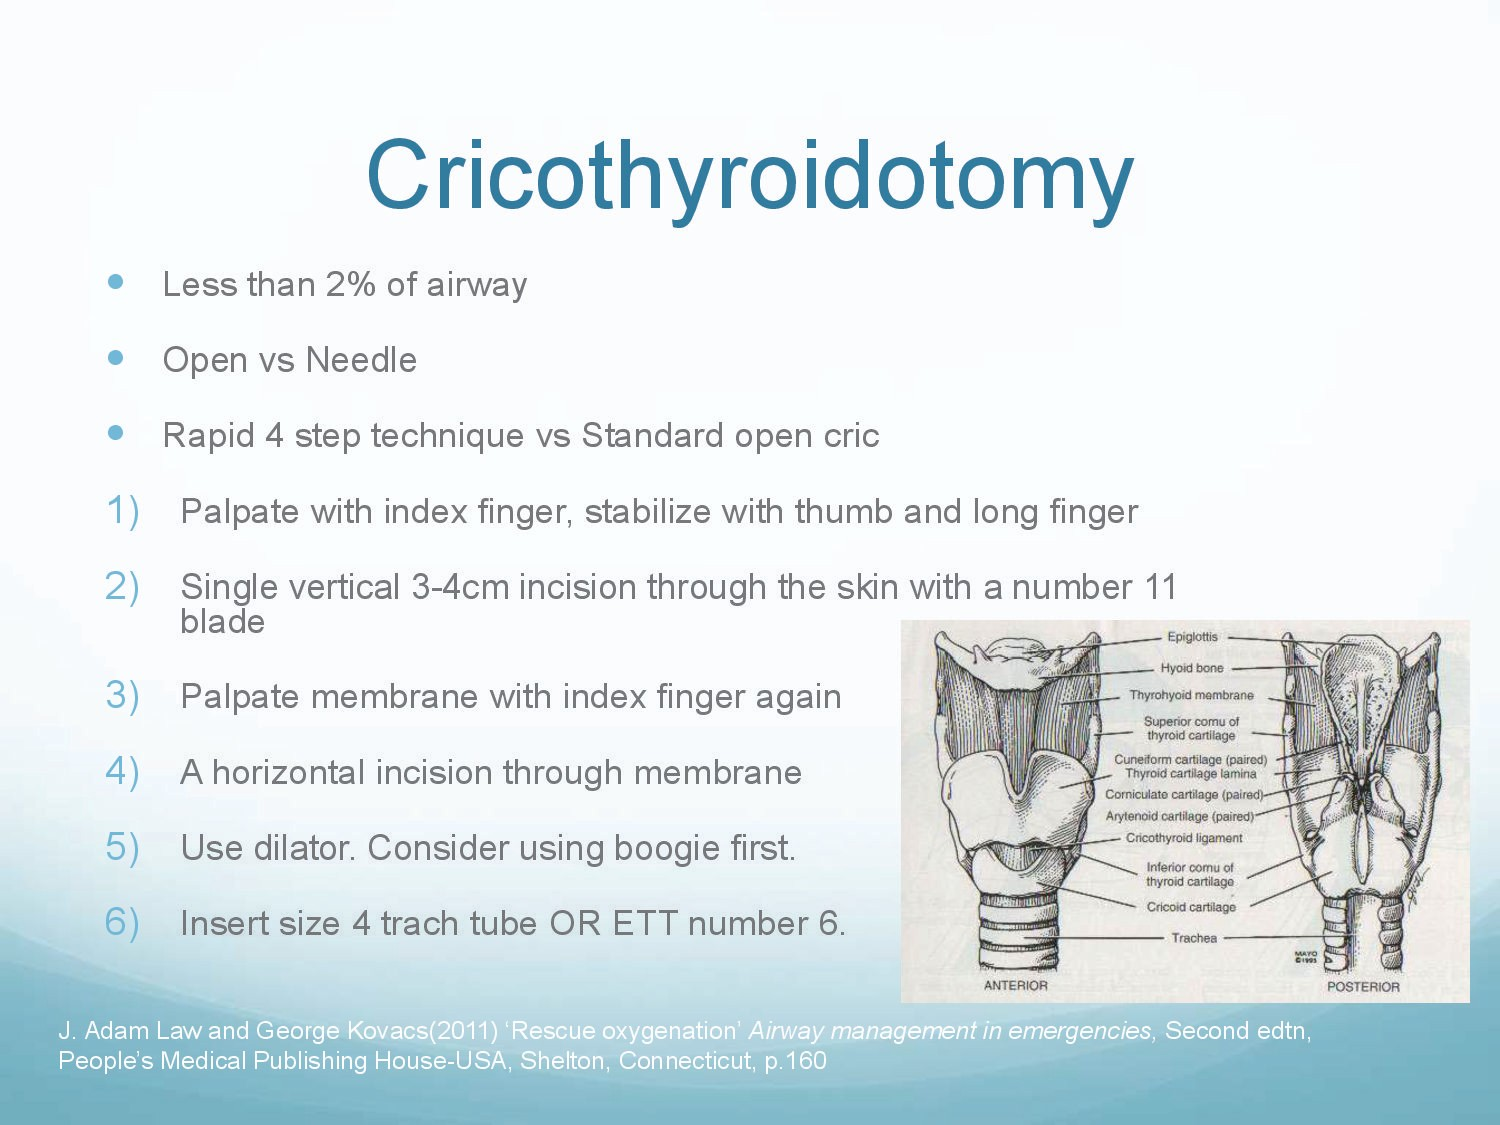 Cricothyroidotomy
• Less than 2% of airway
• Open vs Needle
• Rapid 4 step technique vs Standard open cric
1) Palpate with index finger, stabilize with thumb and long finger
2) Single vertical 3-4cm incision through the skin with a number 11
blade
3) Palpate membrane with index finger again
4) A horizontal incision through membrane
5) Use dilator. Consider using boogie first.
6) Insert size 4 trach tube OR ETT number 6.
Epiglottis
Hyoid bone
Thyrohyoid membrane
Superior cornu of
thyroid cartilage
Cuneiform cartilage (paired)
Thyroid cartilage lamina
Corniculate cartilage (paired)
Arytenoid cartilage (paired)
Cricothyroid ligament
Inferior cornu of
thyroid cartilage
Cricoid cartilage
Trachea
MAYO
©1993
ANTERIOR
POSTERIOR
J. Adam Law and George Kovacs(2011) ‘Rescue oxygenation’ Airway management in emergencies, Second edtn,
People’s Medical Publishing House-USA, Shelton, Connecticut, p.160